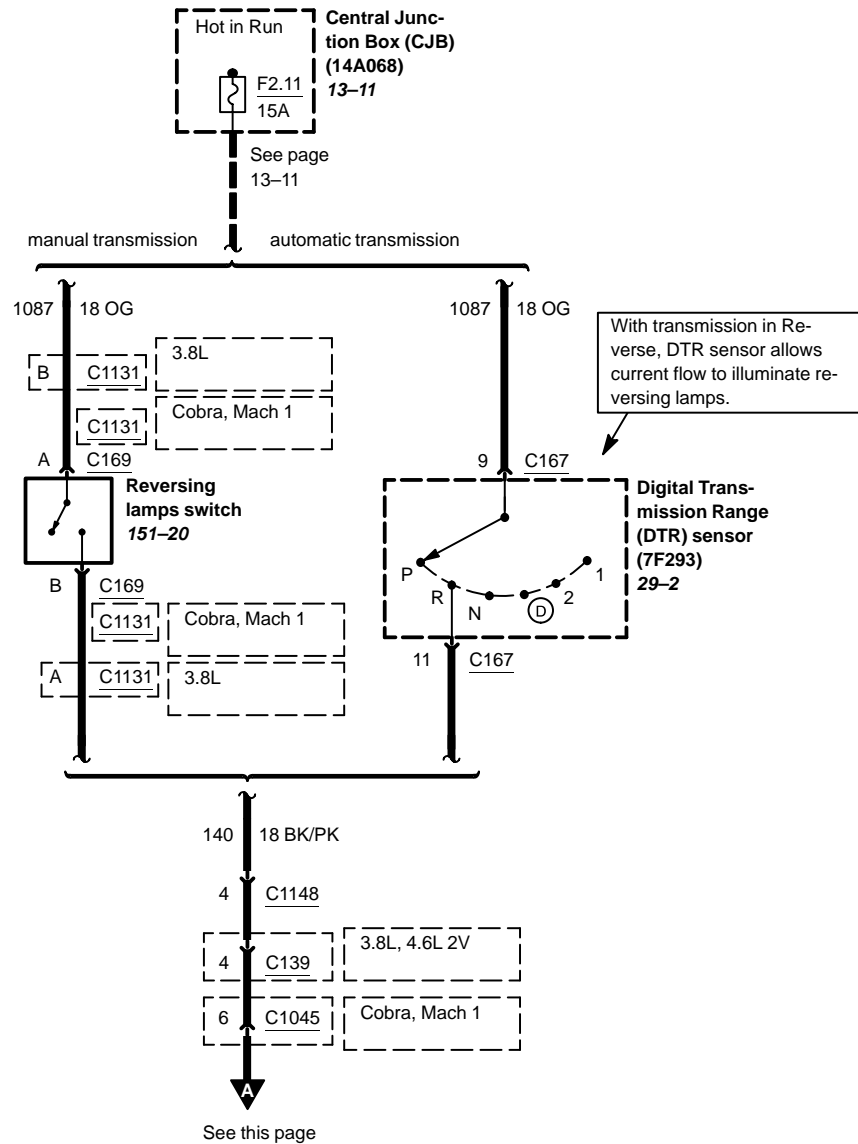 Hot in Run
F2.11
15A
Central Junc-
tion Box (CJB)
(14A068)
13–11
See page
13–11
manual transmission
automatic transmission
1087
18 OG
1087
18 OG
With transmission in Re-
verse, DTR sensor allows
current flow to illuminate re-
versing lamps.
B
C1131
3.8L
C1131
Cobra, Mach 1
A
C169
9
C167
Reversing
lamps switch
151–20
Digital Trans-
mission Range
(DTR) sensor
(7F293)
29–2
P
R
N
D
2
1
B
C169
C1131
Cobra, Mach 1
A
C1131
3.8L
11
C167
140
18 BK/PK
4
C1148
4
C139
3.8L, 4.6L 2V
6
C1045
Cobra, Mach 1
A
See this page